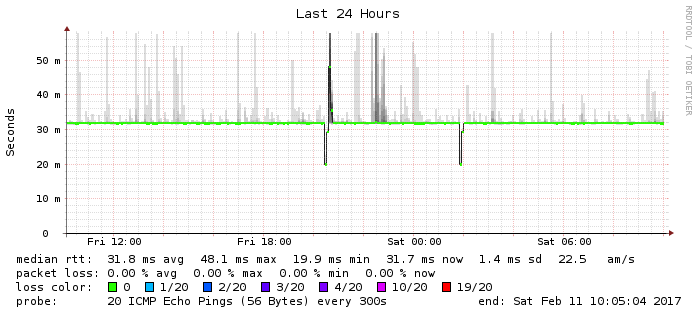 Last 24 Hours
RRDTOOL / TOBI OETIKER
Seconds
50 m
40 m
30 m
20 m
10 m
0
Fri 12:00 Fri 18:00 Sat 00:00 Sat 06:00
median rtt: 31.8 ms avg 48.1 ms max 19.9 ms min 31.7 ms now 1.4 ms sd 22.5 am/s
packet loss: 0.00 % avg 0.00 % max 0.00 % min 0.00 % now
loss color: 0 1/20 2/20 3/20 4/20 10/20 19/20
probe: 20 ICMP Echo Pings (56 Bytes) every 300s end: Sat Feb 11 10:05:04 2017